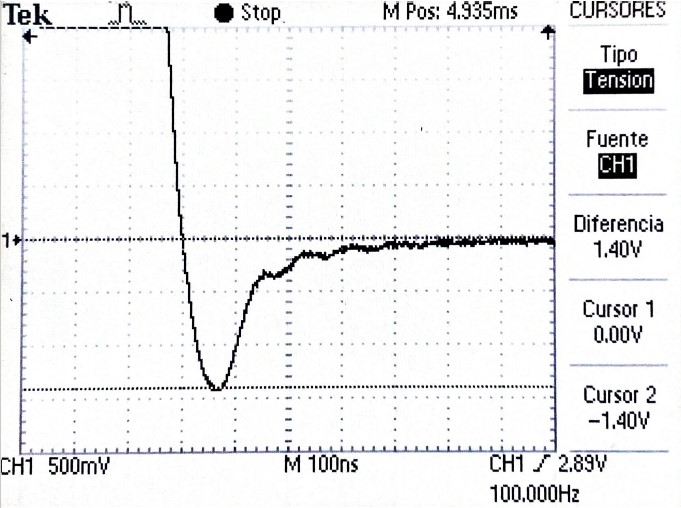 Tek Stop M Pos: 4.935ms CURSORES
Tipo
Tension
Fuente
CH1
1
Diferencia
1.40V
Cursor 1
0.00V
Cursor 2
-1.40V
CH1 500mV M 100ns CH1 2.89V
100.000Hz